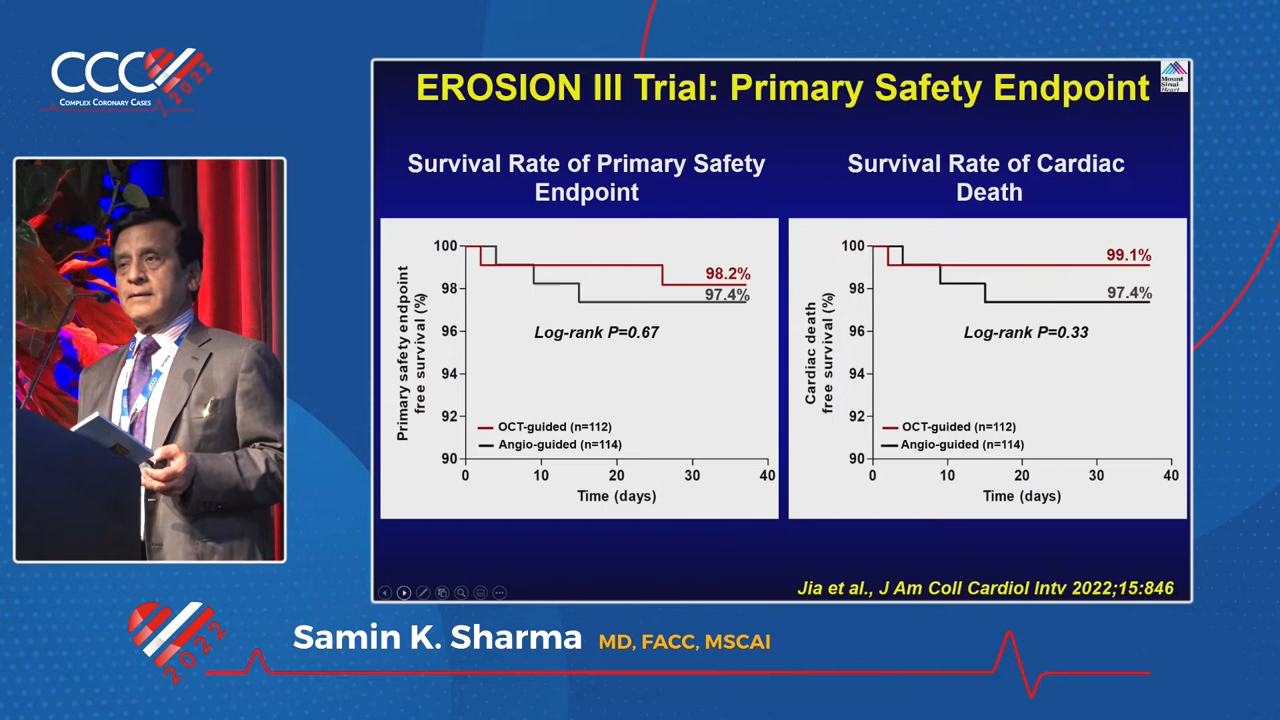 CCC
2022
COMPLEX CORONARY CASES
EROSION III Trial: Primary Safety Endpoint
Mount
Sinai
Heart
Survival Rate of Primary Safety
Endpoint
Primary safety endpoint
free survival (%)
100
98
96
94
92
90
98.2%
97.4%
Log-rank P=0.67
OCT-guided (n=112)
Angio-guided (n=114)
0 10 20 30 40
Time (days)
Survival Rate of Cardiac
Death
Cardiac death
free survival (%)
100
98
96
94
92
90
99.1%
97.4%
Log-rank P=0.33
OCT-guided (n=112)
Angio-guided (n=114)
0 10 20 30 40
Time (days)
Jia et al., J Am Coll Cardiol Intv 2022;15:846
2022
Samin K. Sharma MD, FACC, MSCAI